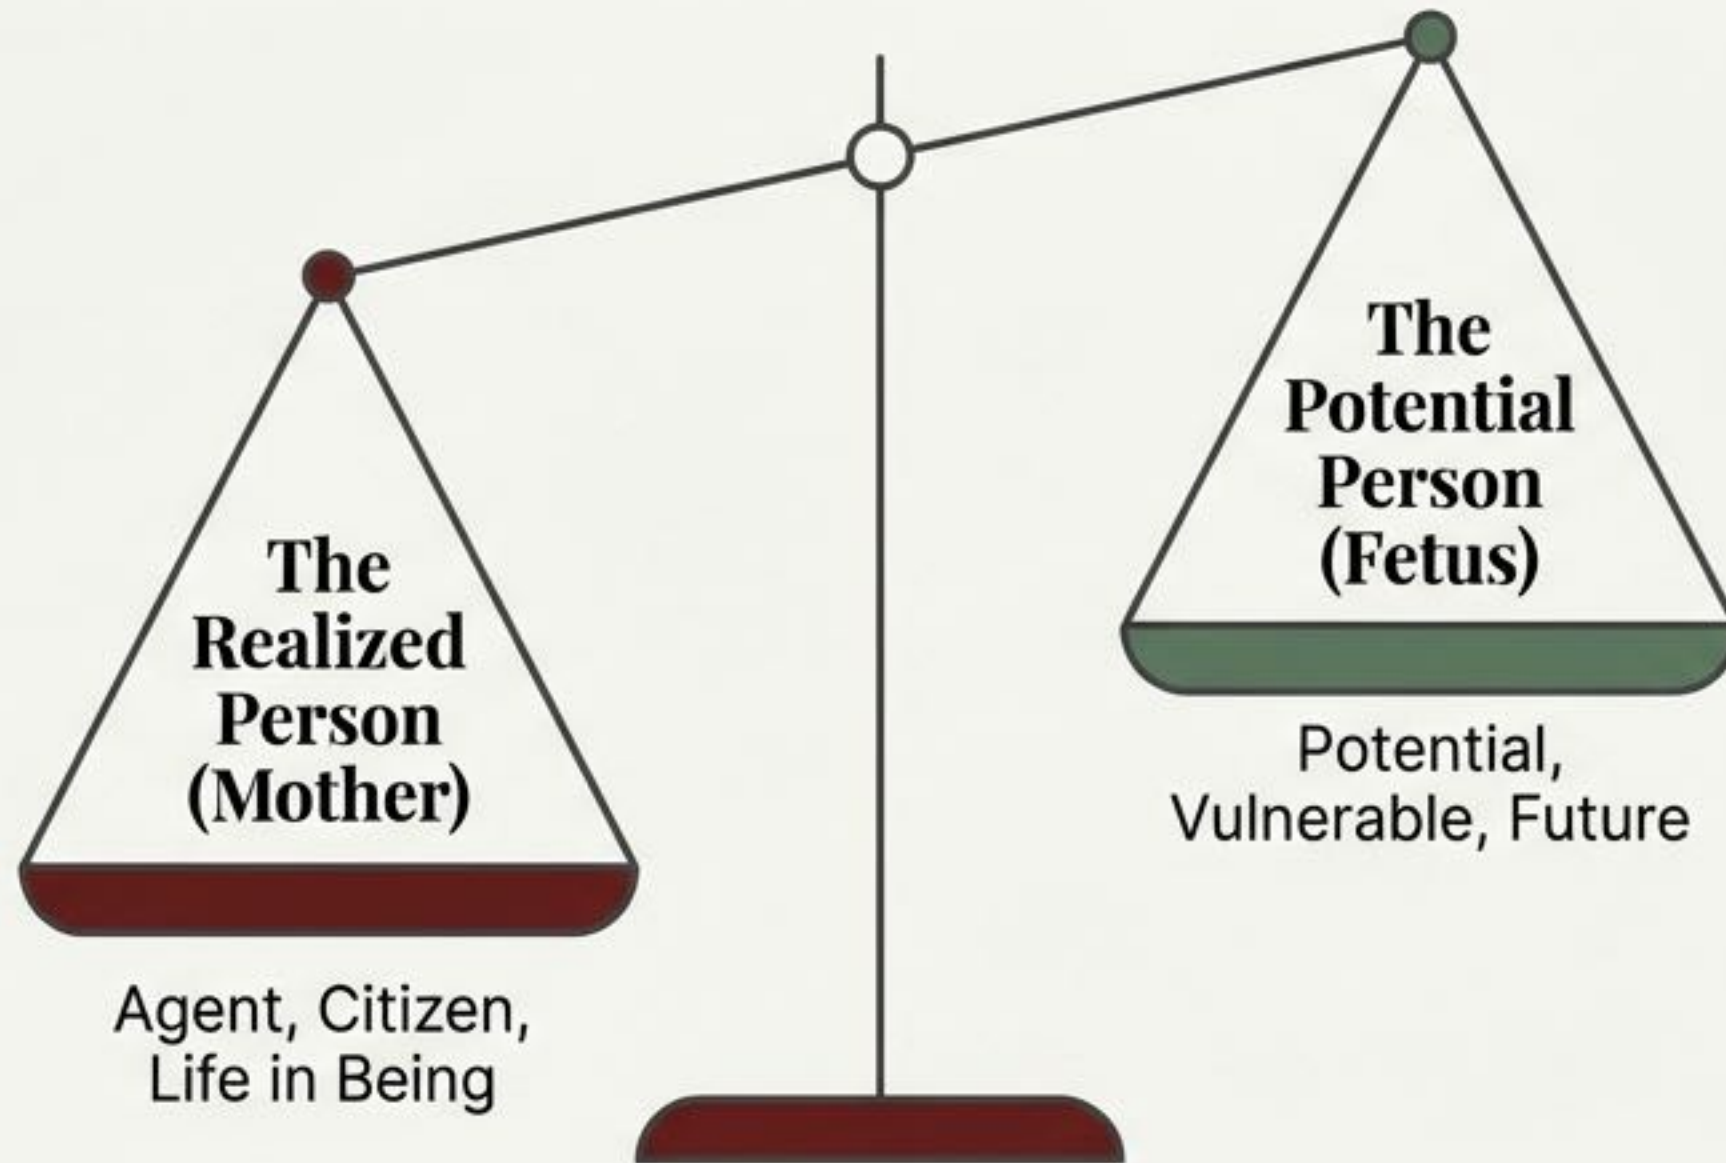 The
Realized
Person
(Mother)
Agent, Citizen,
Life in Being
The
Potential
Person
(Fetus)
Potential,
Vulnerable, Future